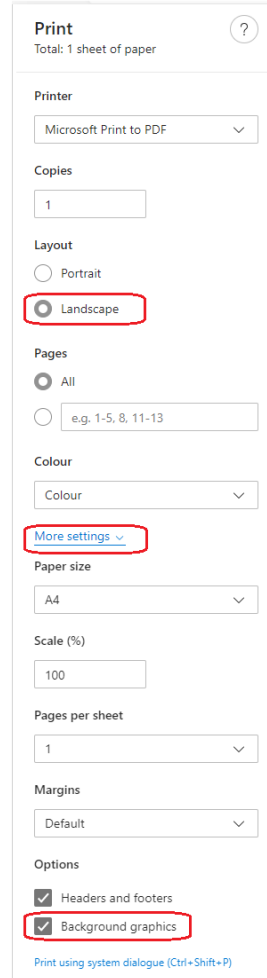 Print
Total: 1 sheet of paper
?
Printer
Microsoft Print to PDF
Copies
1
Layout
Portrait
Landscape
Pages
All
e.g. 1-5, 8, 11-13
Colour
Colour
More settings
Paper size
A4
Scale (%)
100
Pages per sheet
1
Margins
Default
Options
Headers and footers
Background graphics
Print using system dialogue (Ctrl+Shift+P)